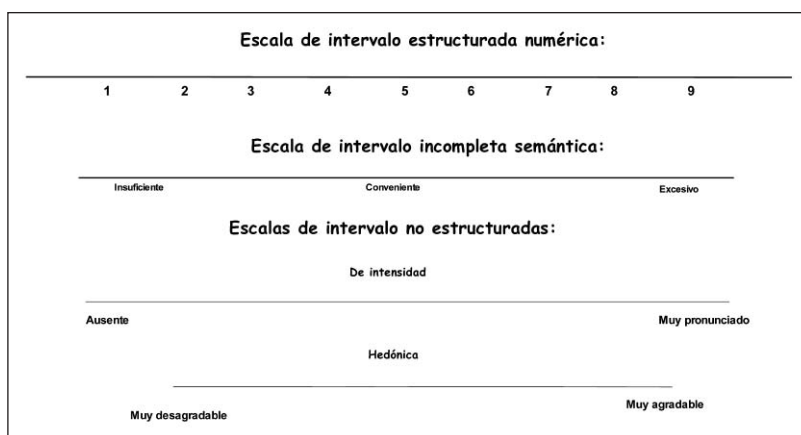 Escala de intervalo estructurada numérica:
1 2 3 4 5 6 7 8 9
Escala de intervalo incompleta semántica:
Insuficiente Conveniente Excesivo
Escalas de intervalo no estructuradas:
De intensidad
Ausente Muy pronunciado
Hedónica
Muy desagradable Muy agradable